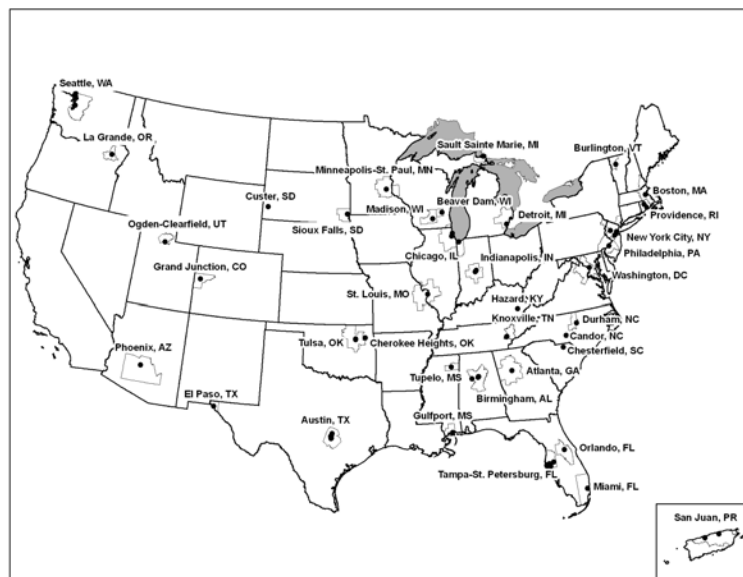 Seattle, WA
Sault Sainte Marie, MI
La Grande, OR
Burlington, VT
Minneapolis-St. Paul, MN
Boston, MA
Custer, SD
Beaver Dam, WI
Madison, WI
Providence, RI
Detroit, MI
Ogden-Clearfield, UT
Sioux Falls, SD
New York City, NY
Philadelphia, PA
Chicago, IL
Indianapolis, IN
Grand Junction, CO
Washington, DC
St. Louis, MO
Hazard, KY
Knoxville, TN
Durham, NC
Candor, NC
Tulsa, OK
Cherokee Heights, OK
Phoenix, AZ
Chesterfield, SC
Tupelo, MS
Atlanta, GA
El Paso, TX
Birmingham, AL
Austin, TX
Gulfport, MS
Orlando, FL
Tampa-St. Petersburg, FL
Miami, FL
San Juan, PR